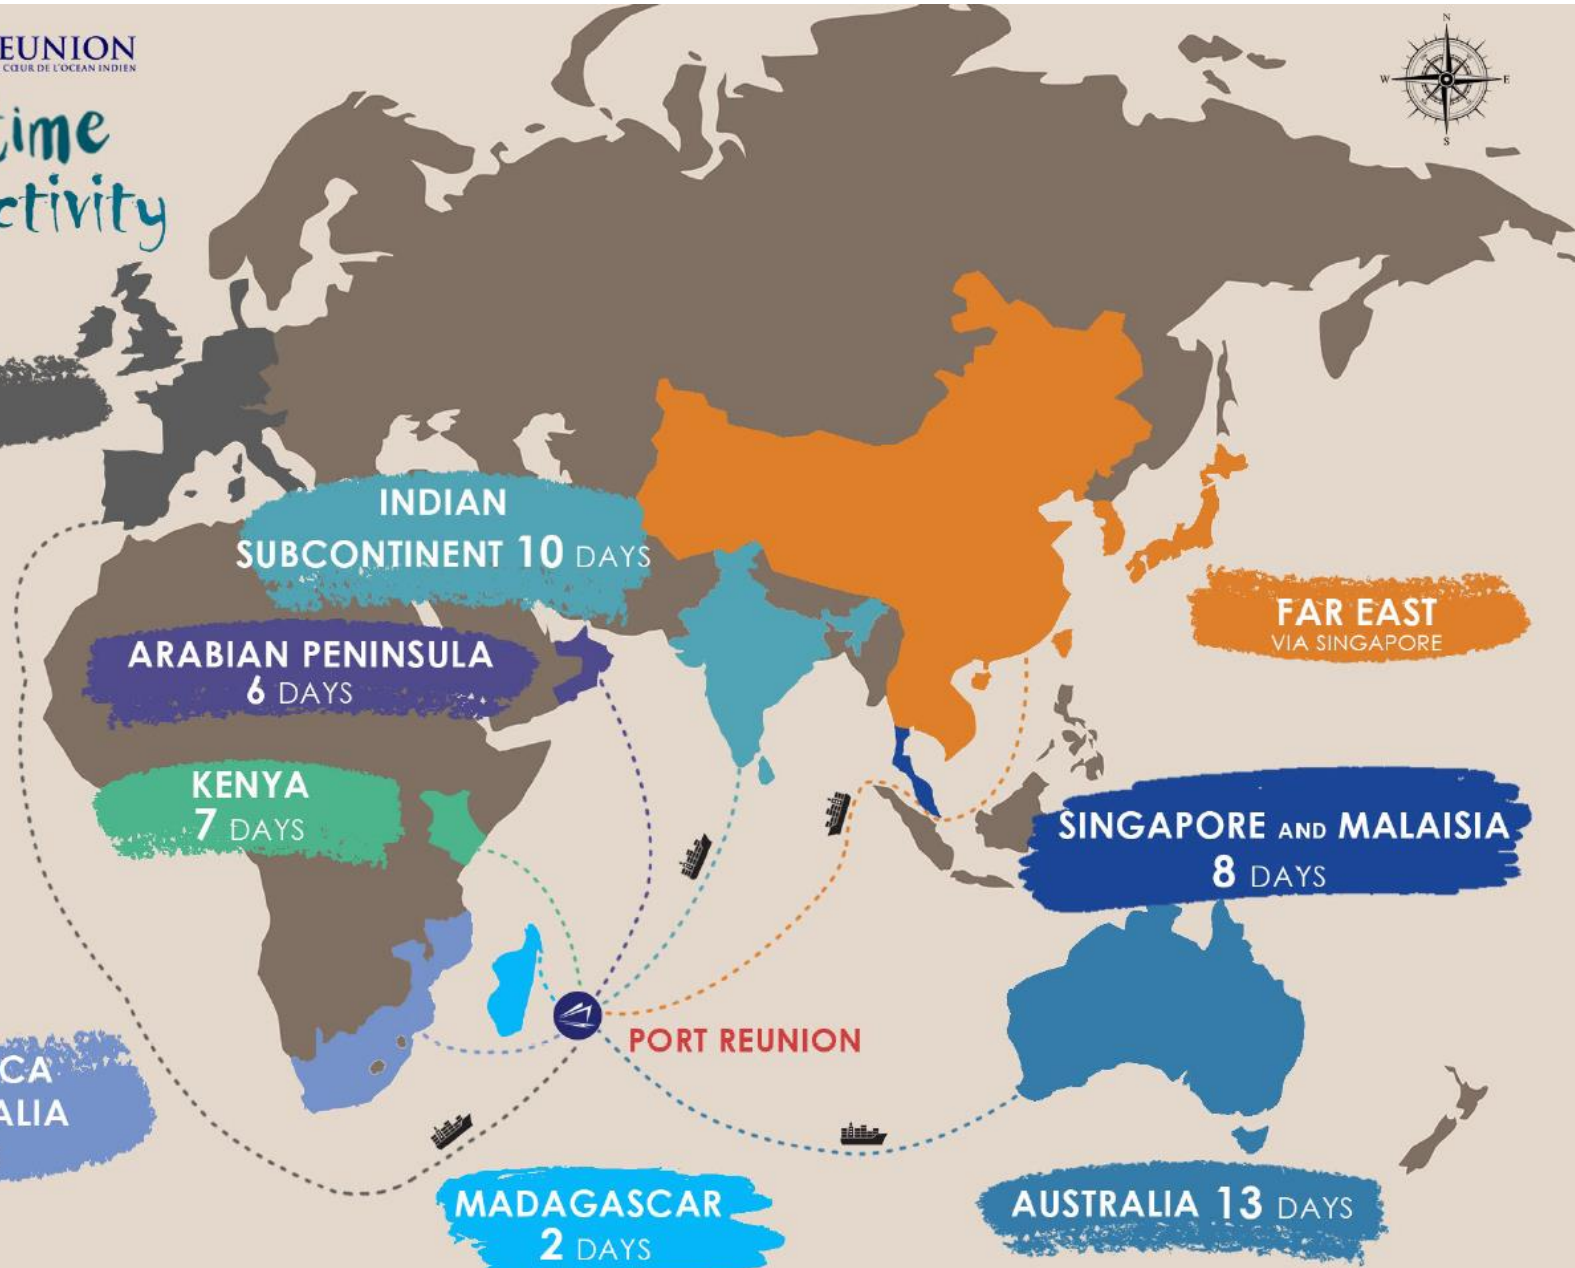 EUNION
CŒUR DE L'OCEAN INDIEN
time
ctivity
N
W
E
S
INDIAN
SUBCONTINENT 10 DAYS
FAR EAST
VIA SINGAPORE
ARABIAN PENINSULA
6 DAYS
KENYA
7 DAYS
SINGAPORE AND MALAISIA
8 DAYS
PORT REUNION
CA
ALIA
MADAGASCAR
2 DAYS
AUSTRALIA 13 DAYS